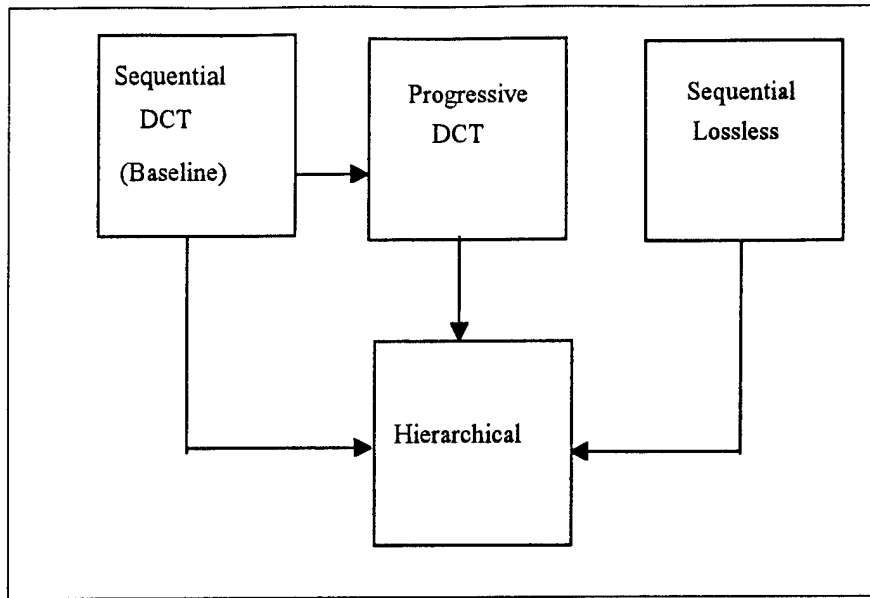 Sequential
DCT
(Baseline)
Progressive
DCT
Sequential
Lossless
Hierarchical